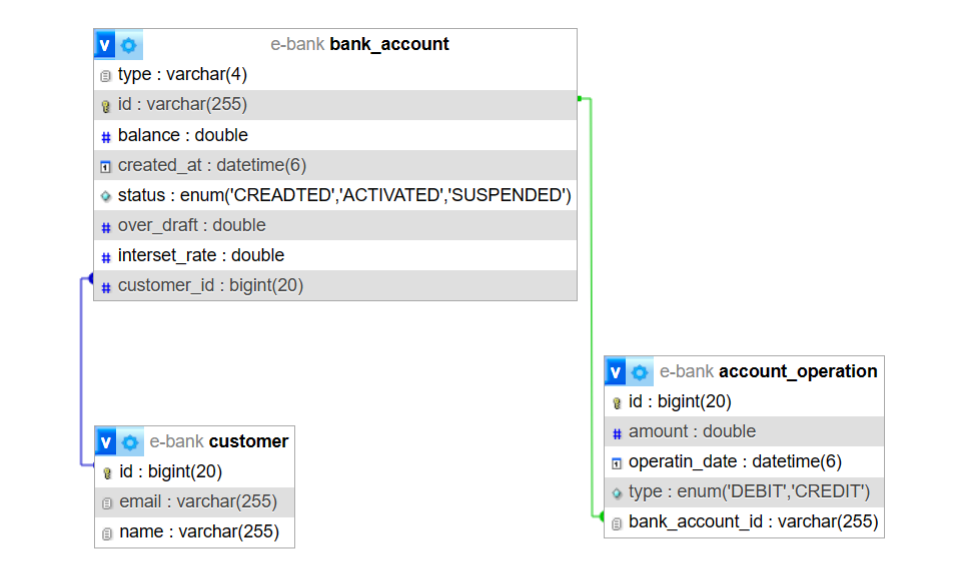 v e-bank bank_account
type : varchar(4)
id : varchar(255)
# balance : double
1 created_at : datetime(6)
status : enum('CREADTED','ACTIVATED','SUSPENDED')
# over_draft : double
# interset_rate : double
# customer_id : bigint(20)
v e-bank account_operation
id : bigint(20)
# amount : double
1 operatin_date : datetime(6)
type : enum('DEBIT','CREDIT')
bank_account_id : varchar(255)
v e-bank customer
id : bigint(20)
email : varchar(255)
name : varchar(255)